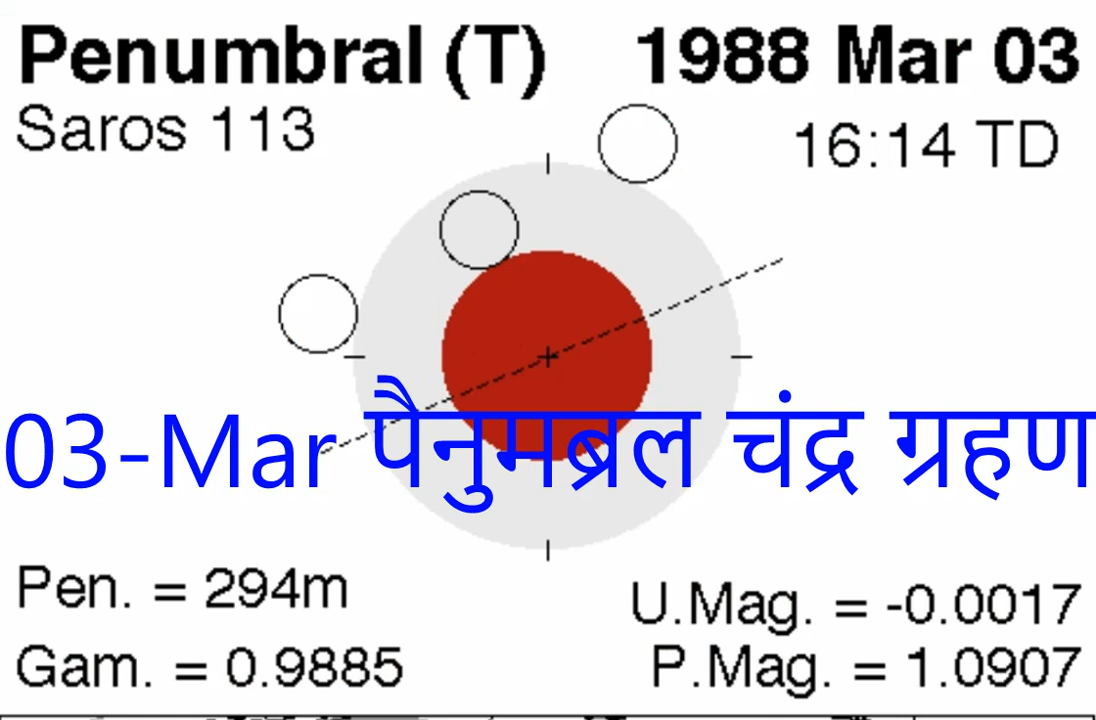 Penumbral (T) 1988 Mar 03
Saros 113 16:14 TD
03-Mar पैनुमब्रल चंद्र ग्रहण
Pen. = 294m U.Mag. = -0.0017
Gam. = 0.9885 P.Mag. = 1.0907